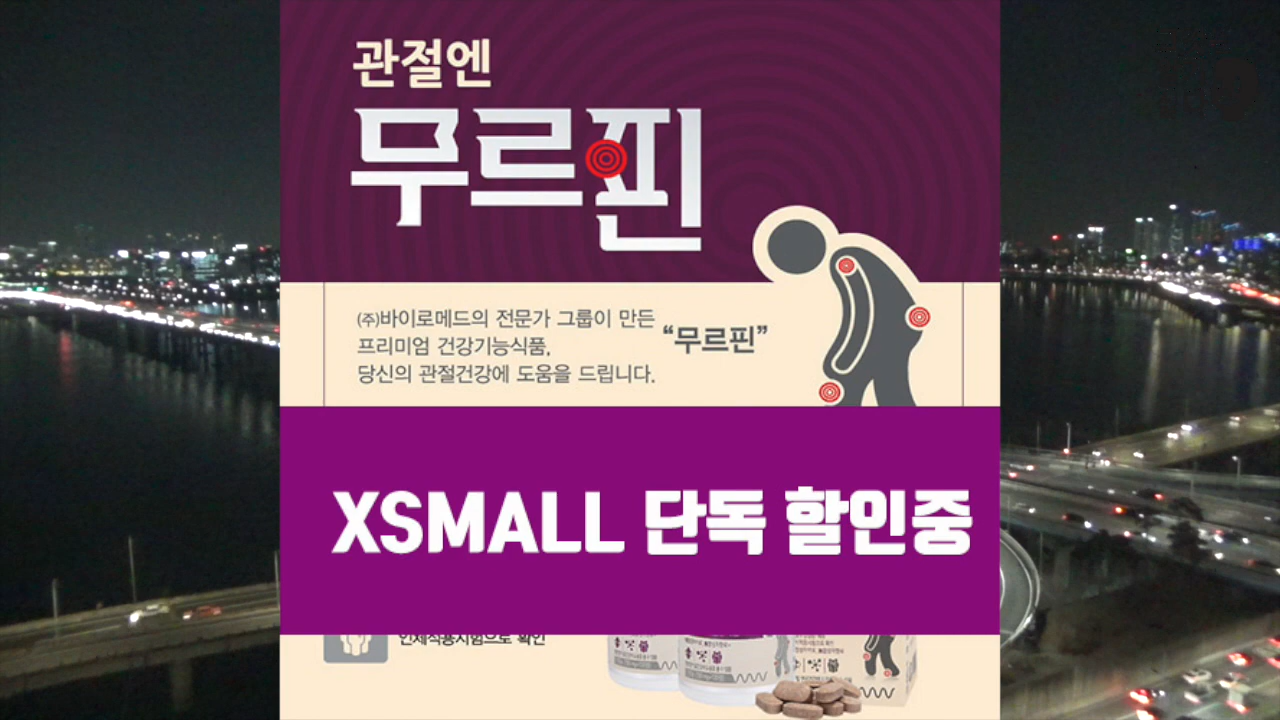 관절엔
무르핀
(주)바이로메드의 전문가 그룹이 만든
프리미엄 건강기능식품,
당신의 관절건강에 도움을 드립니다.
“무르핀”
XSMALL 단독 할인중
인체적용시험으로 확인